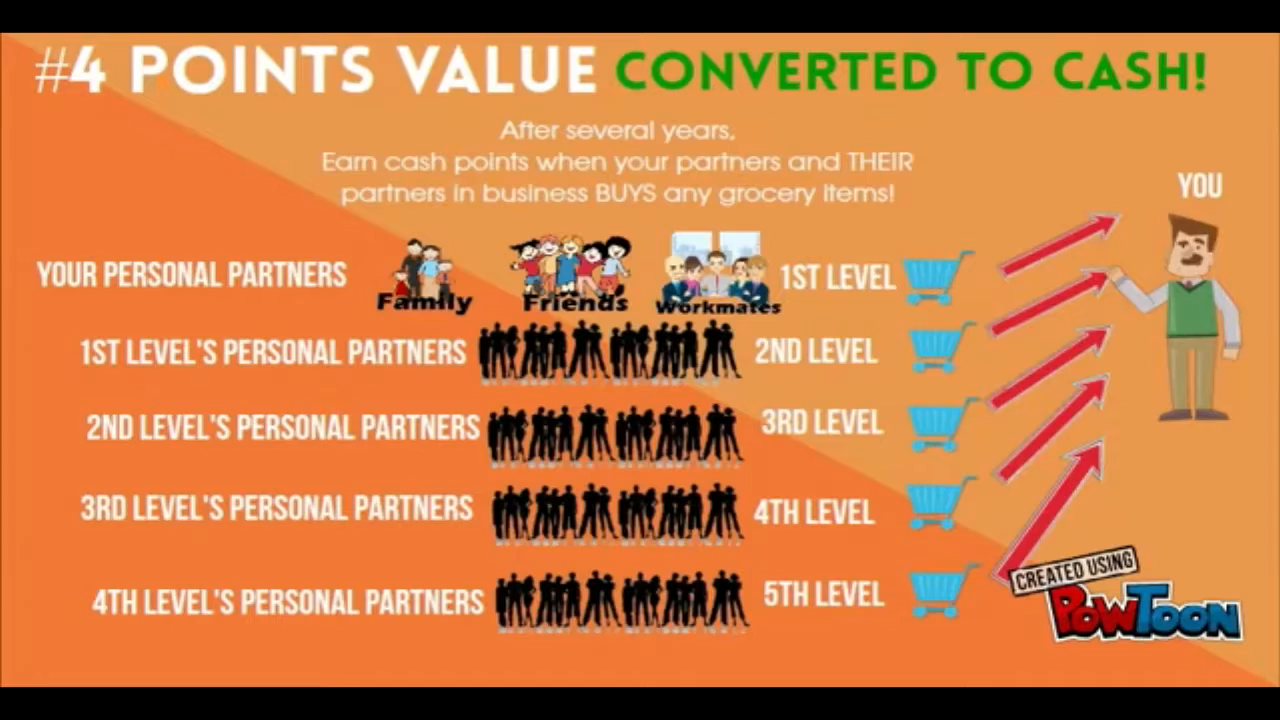 #4 POINTS VALUE CONVERTED TO CASH!
After several years,
Earn cash points when your partners and THEIR
partners in business BUYS any grocery items!
YOU
YOUR PERSONAL PARTNERS
Family
Friends
Workmates
1ST LEVEL
1ST LEVEL'S PERSONAL PARTNERS
2ND LEVEL
2ND LEVEL'S PERSONAL PARTNERS
3RD LEVEL
3RD LEVEL'S PERSONAL PARTNERS
4TH LEVEL
4TH LEVEL'S PERSONAL PARTNERS
5TH LEVEL
CREATED USING
POWTOON